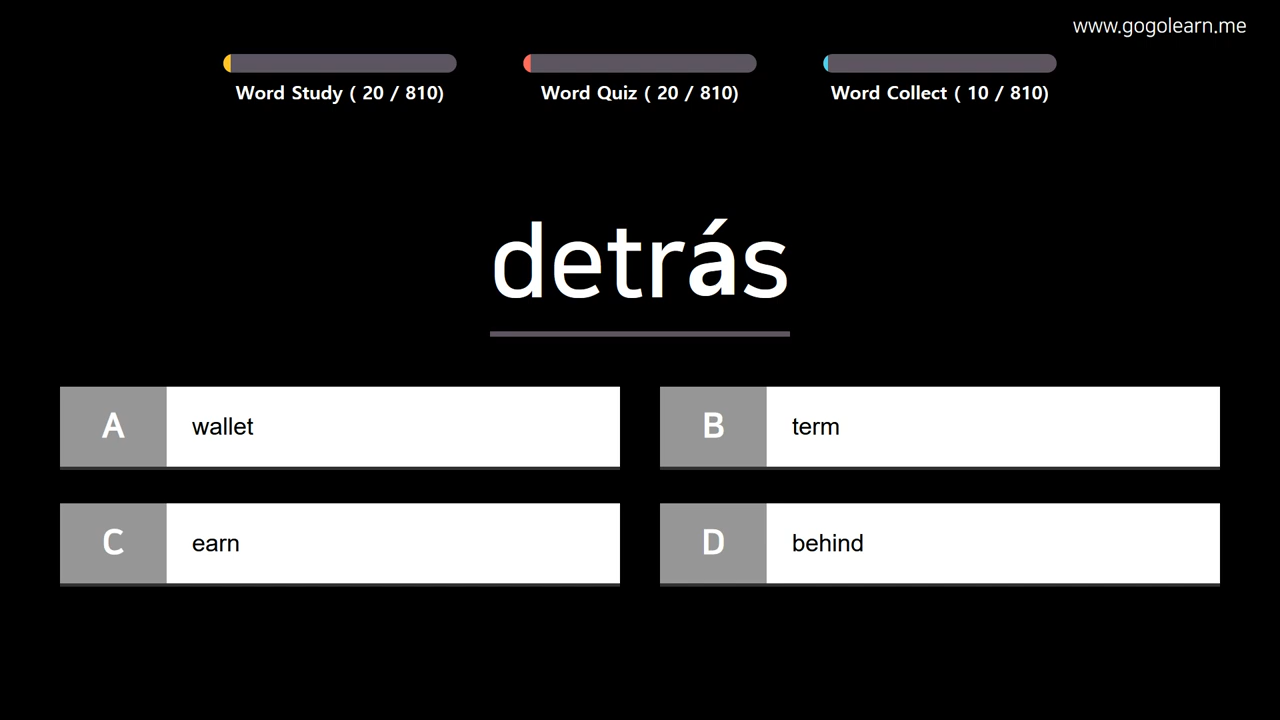 www.gogolearn.me
Word Study ( 20 / 810)
Word Quiz ( 20 / 810)
Word Collect ( 10 / 810)
detrás
A wallet
B term
C earn
D behind